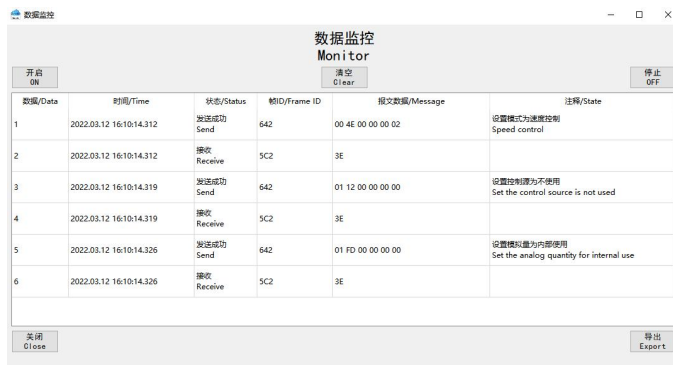 数据监控
数据监控
Monitor
开启
ON
清空
Clear
停止
OFF
数据/Data 时间/Time 状态/Status 帧ID/Frame ID 报文数据/Message 注释/State
1 2022.03.12 16:10:14.312 发送成功 Send 642 00 4E 00 00 00 02 设置模式为速度控制 Speed control
2 2022.03.12 16:10:14.312 接收 Receive 5C2 3E
3 2022.03.12 16:10:14.319 发送成功 Send 642 01 12 00 00 00 00 设置控制源为不使用 Set the control source is not used
4 2022.03.12 16:10:14.319 接收 Receive 5C2 3E
5 2022.03.12 16:10:14.326 发送成功 Send 642 01 FD 00 00 00 00 设置模拟量为内部使用 Set the analog quantity for internal use
6 2022.03.12 16:10:14.326 接收 Receive 5C2 3E
关闭
Close
导出
Export